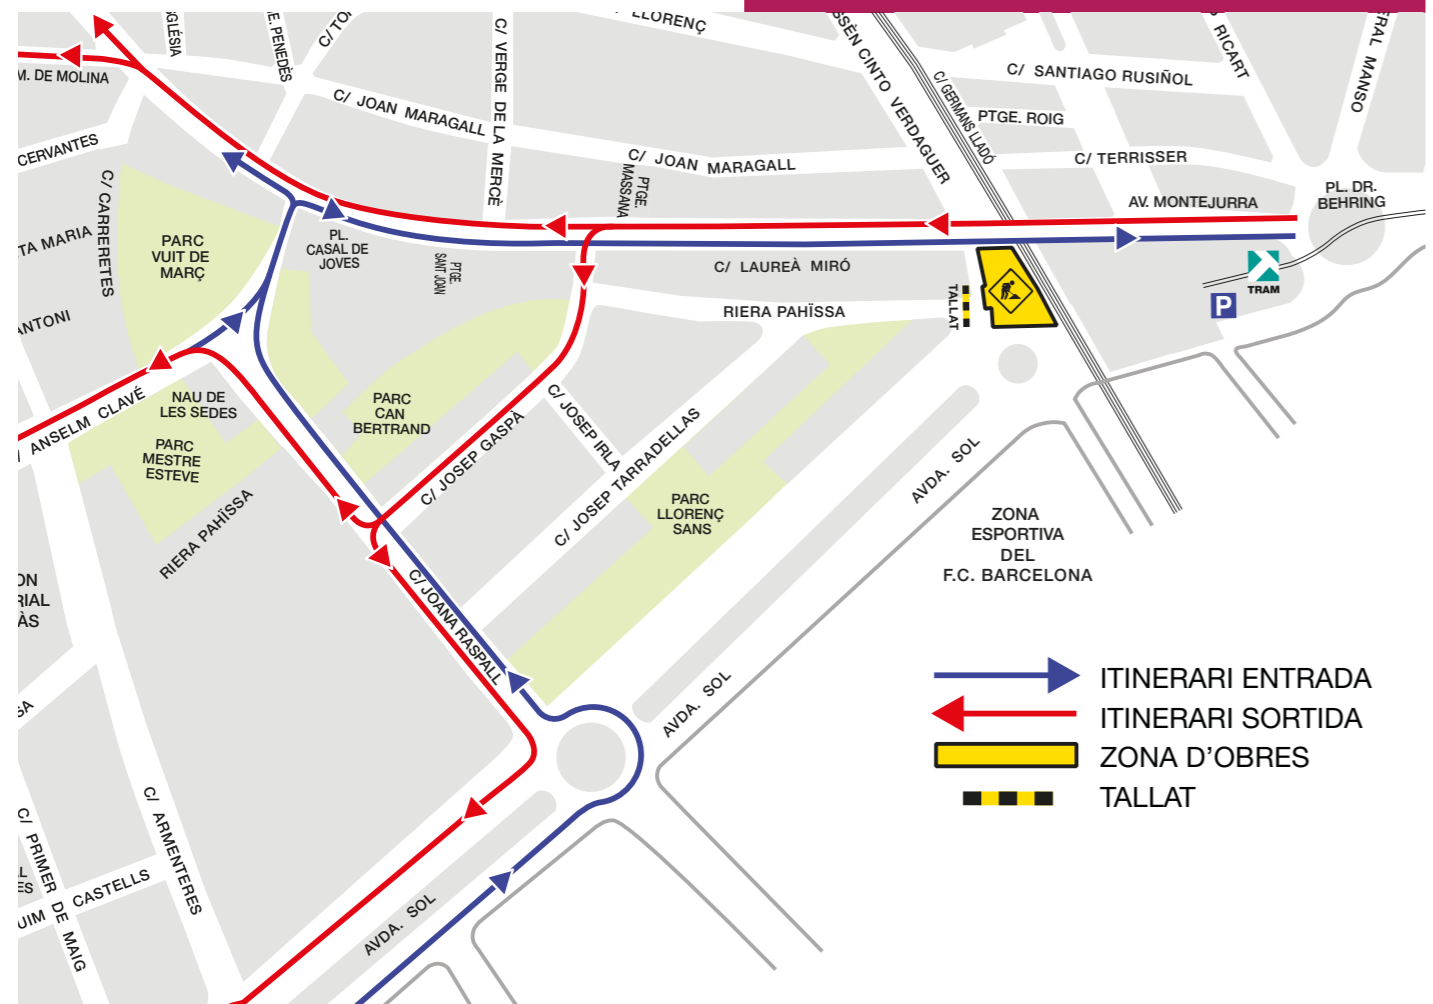 LLORENÇ
C/ SANTIAGO RUSIÑOL
RICART
MANSO
M. DE MOLINA
PENEDÈS
C/ VERGE DE LA MERCÈ
CINTO VERDAGUER
C/ GERMANS LLADÓ
PTGE. ROIG
C/ JOAN MARAGALL
CERVANTES
C/ JOAN MARAGALL
C/ TERRISSER
PTGE.
MASSANA
C/ CARRERETES
AV. MONTEJURRA
PL. DR.
BEHRING
MARIA
PARC
VUIT DE
MARÇ
PL.
CASAL DE
JOVES
PTGE.
SANT JOAN
C/ LAUREÀ MIRÓ
TRAM
P
TALLAT
RIERA PAHÏSSA
ANTONI
ANSELM CLAVÉ
NAU DE
LES SEDES
PARC
CAN
BERTRAND
C/ JOSEP IRLA
C/ JOSEP GASPÀ
C/ JOSEP TARRADELLAS
PARC
MESTRE
ESTEVE
RIERA PAHÏSSA
PARC
LLORENÇ
SANS
AVDA. SOL
ZONA
ESPORTIVA
DEL
F.C. BARCELONA
C/ JOANA RASPALL
AVDA. SOL
ITINERARI ENTRADA
ITINERARI SORTIDA
ZONA D'OBRES
TALLAT
C/ ARMENTERES
C/ PRIMER DE MAIG
CASTELLS
AVDA. SOL